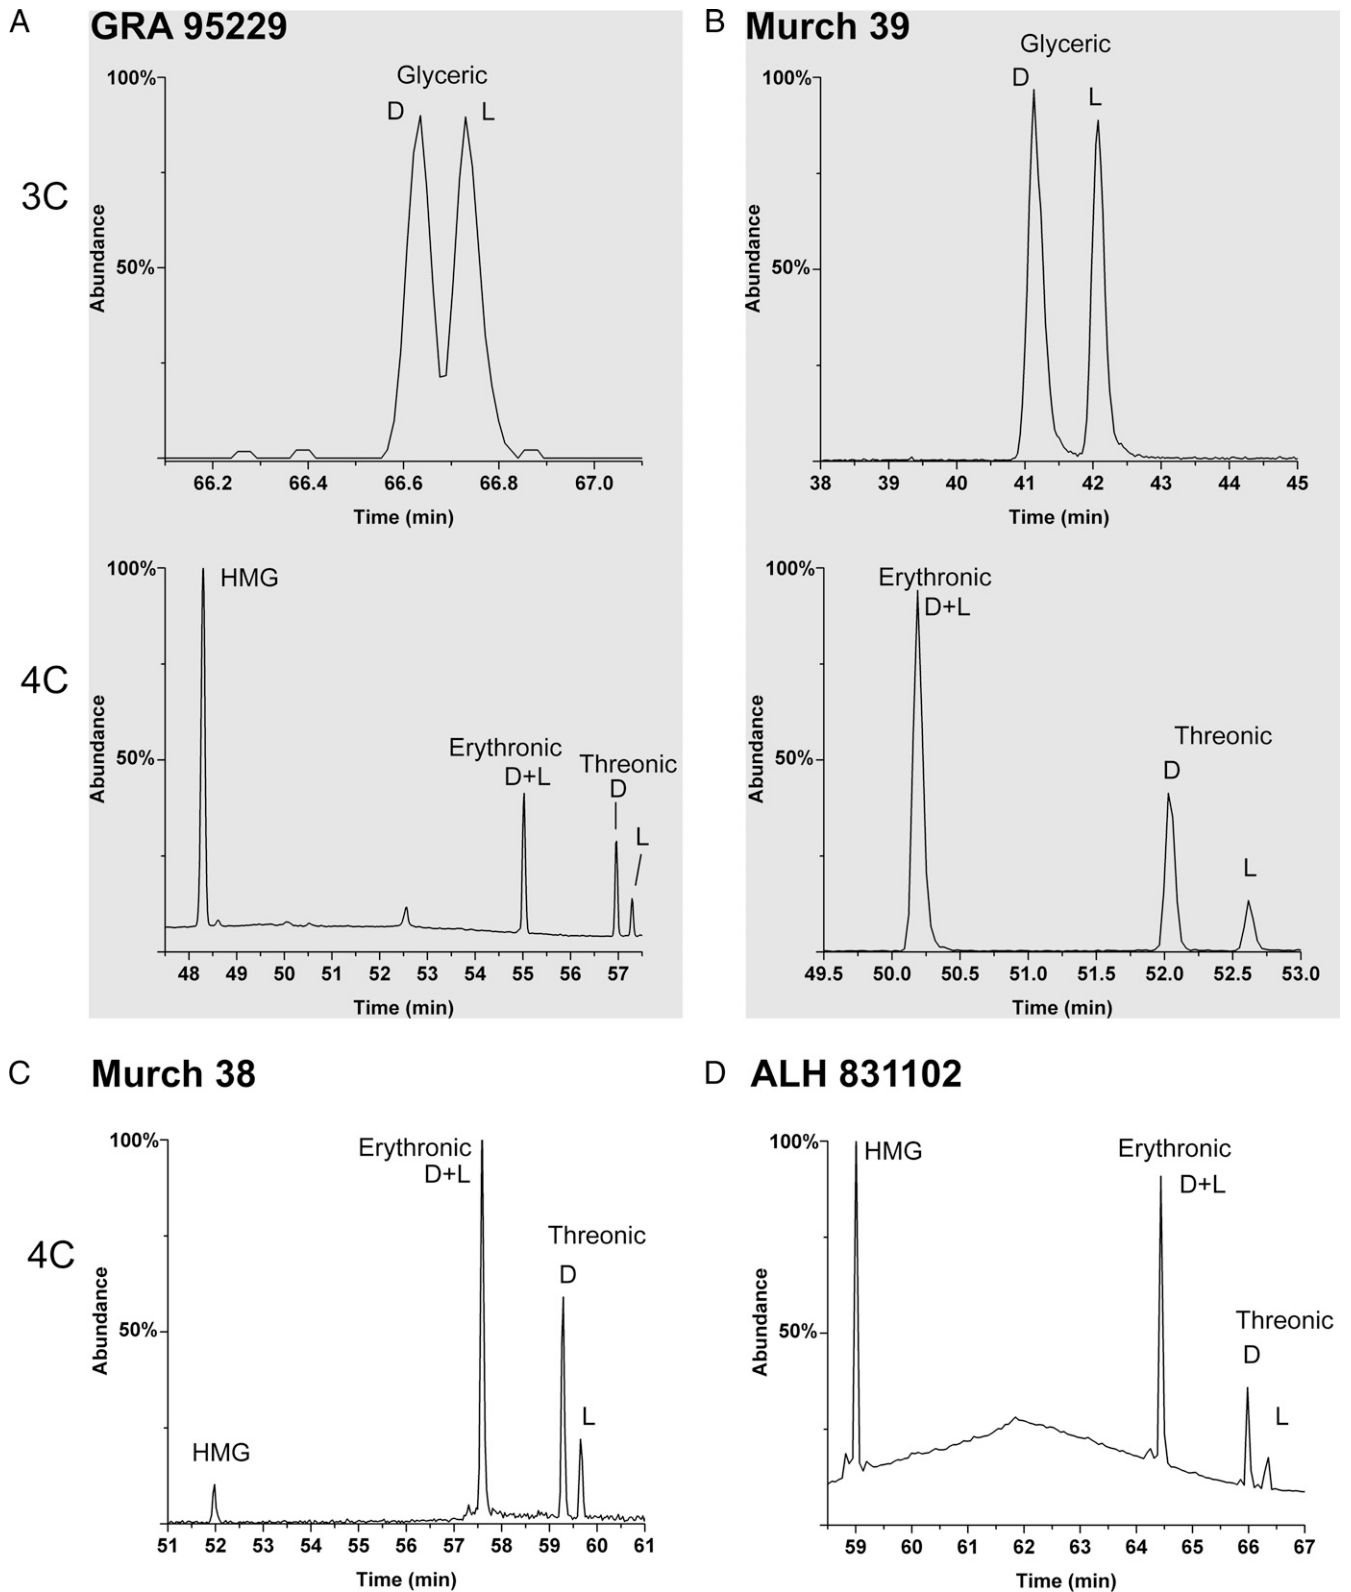 A
GRA 95229
3C
Glyceric
D
L
100%
50%
Abundance
66.2 66.4 66.6 66.8 67.0
Time (min)
4C
100%
50%
Abundance
HMG
Erythronic
D+L
Threonic
D
L
48 49 50 51 52 53 54 55 56 57
Time (min)
B
Murch 39
Glyceric
D
L
100%
50%
Abundance
38 39 40 41 42 43 44 45
Time (min)
100%
50%
Abundance
Erythronic
D+L
Threonic
D
L
49.5 50.0 50.5 51.0 51.5 52.0 52.5 53.0
Time (min)
C
Murch 38
4C
100%
50%
Abundance
HMG
Erythronic
D+L
Threonic
D
L
51 52 53 54 55 56 57 58 59 60 61
Time (min)
D
ALH 831102
100%
50%
Abundance
HMG
Erythronic
D+L
Threonic
D
L
59 60 61 62 63 64 65 66 67
Time (min)